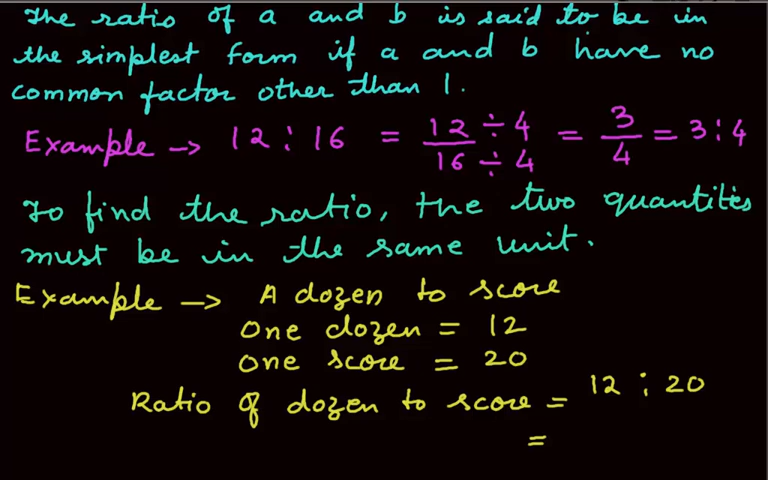 The ratio of a and b is said to be in
the simplest form if a and b have no
common factor other than 1.
Example → 12 : 16 = 12 ÷ 4 / 16 ÷ 4 = 3/4 = 3 : 4
To find the ratio, the two quantities
must be in the same unit.
Example → A dozen to score
One dozen = 12
One score = 20
Ratio of dozen to score = 12 : 20
=